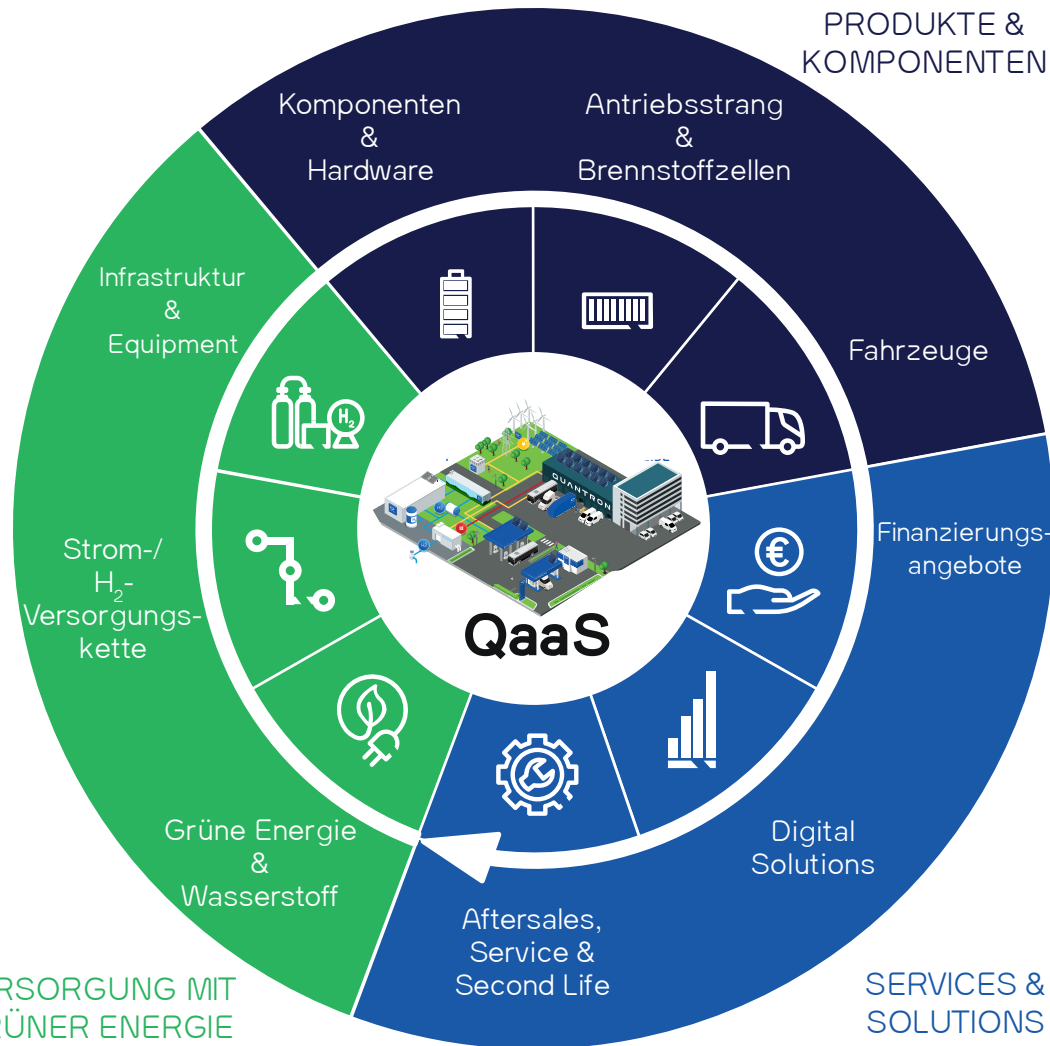 PRODUKTE &
KOMPONENTEN
Komponenten
&
Hardware
Antriebsstrang
&
Brennstoffzellen
Fahrzeuge
Infrastruktur
&
Equipment
H₂
€
QUANTRON
QaaS
Finanzierungs-
angebote
Strom-/
H₂-
Versorgungs-
kette
Digital
Solutions
Grüne Energie
&
Wasserstoff
Aftersales,
Service &
Second Life
RSORGUNG MIT
ÜNER ENERGIE
SERVICES &
SOLUTIONS